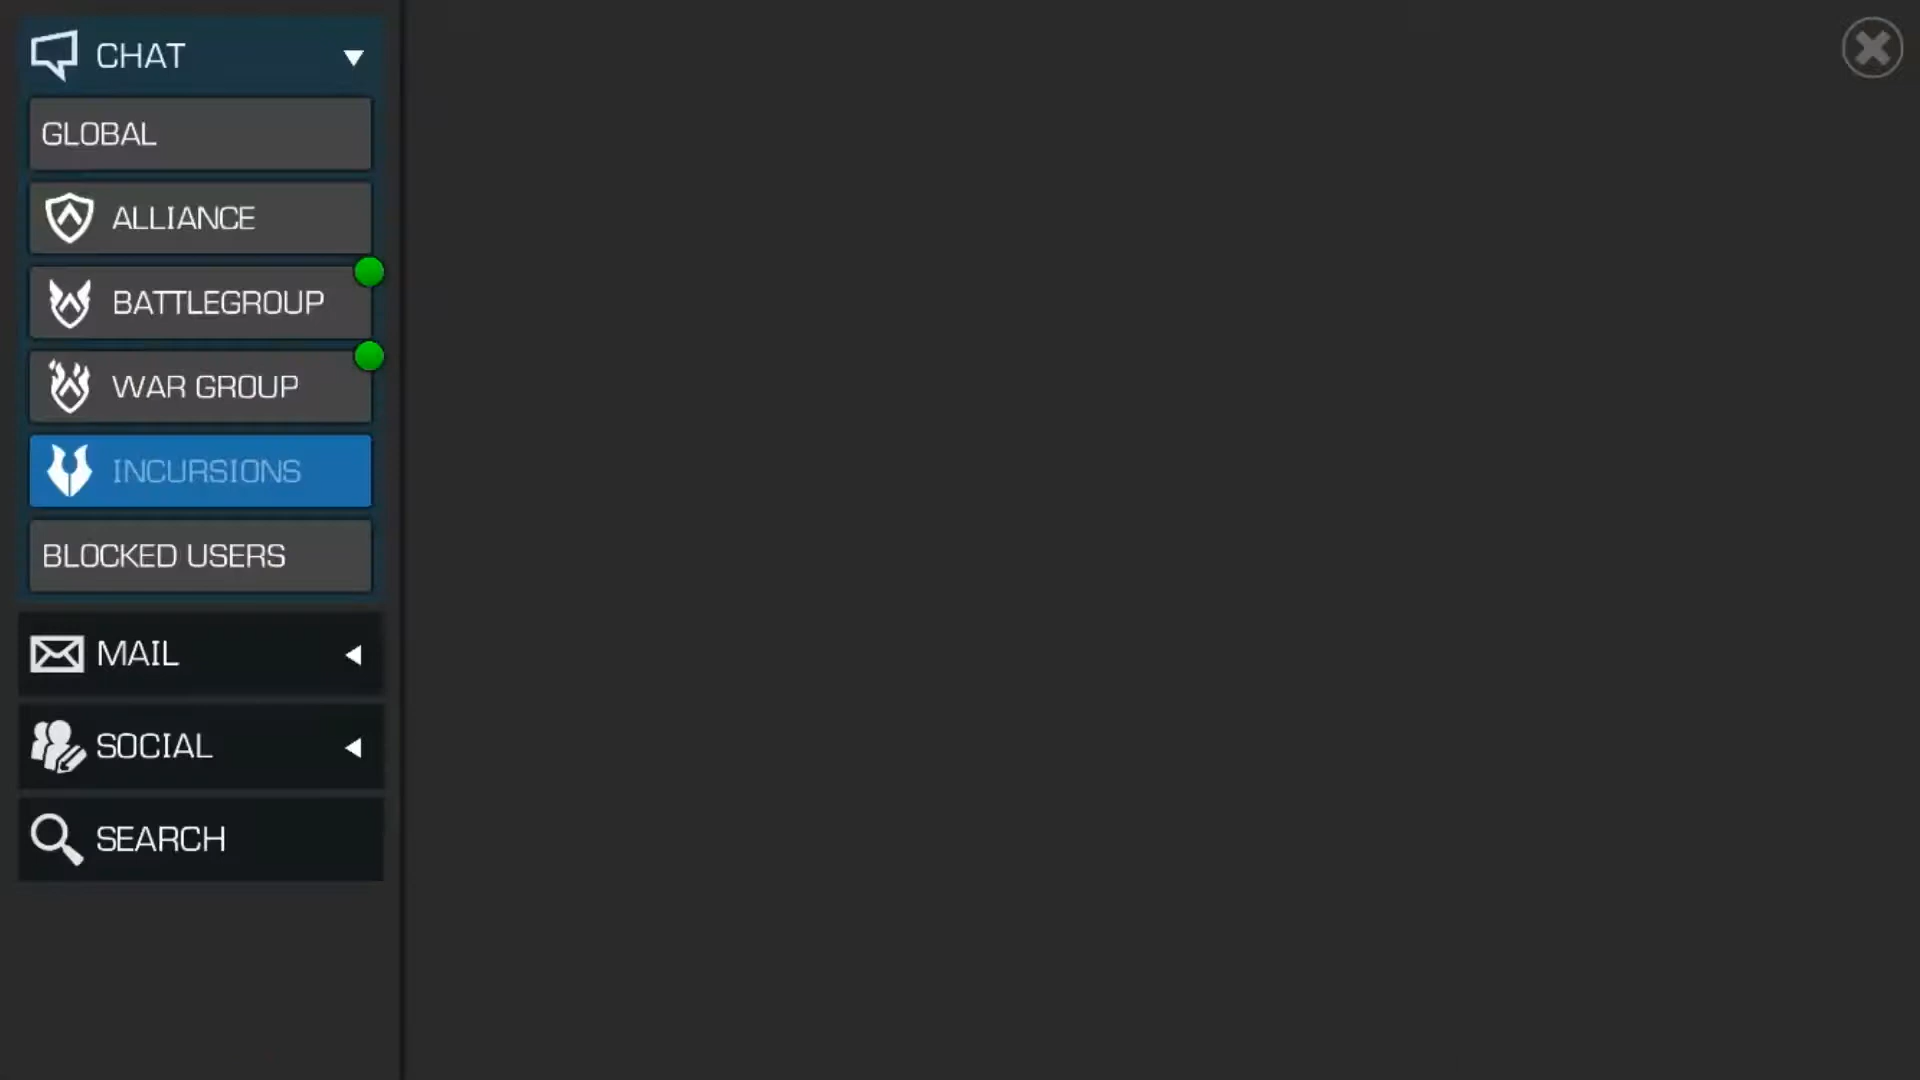 CHAT
GLOBAL
ALLIANCE
BATTLEGROUP
WAR GROUP
INCURSIONS
BLOCKED USERS
MAIL
SOCIAL
SEARCH